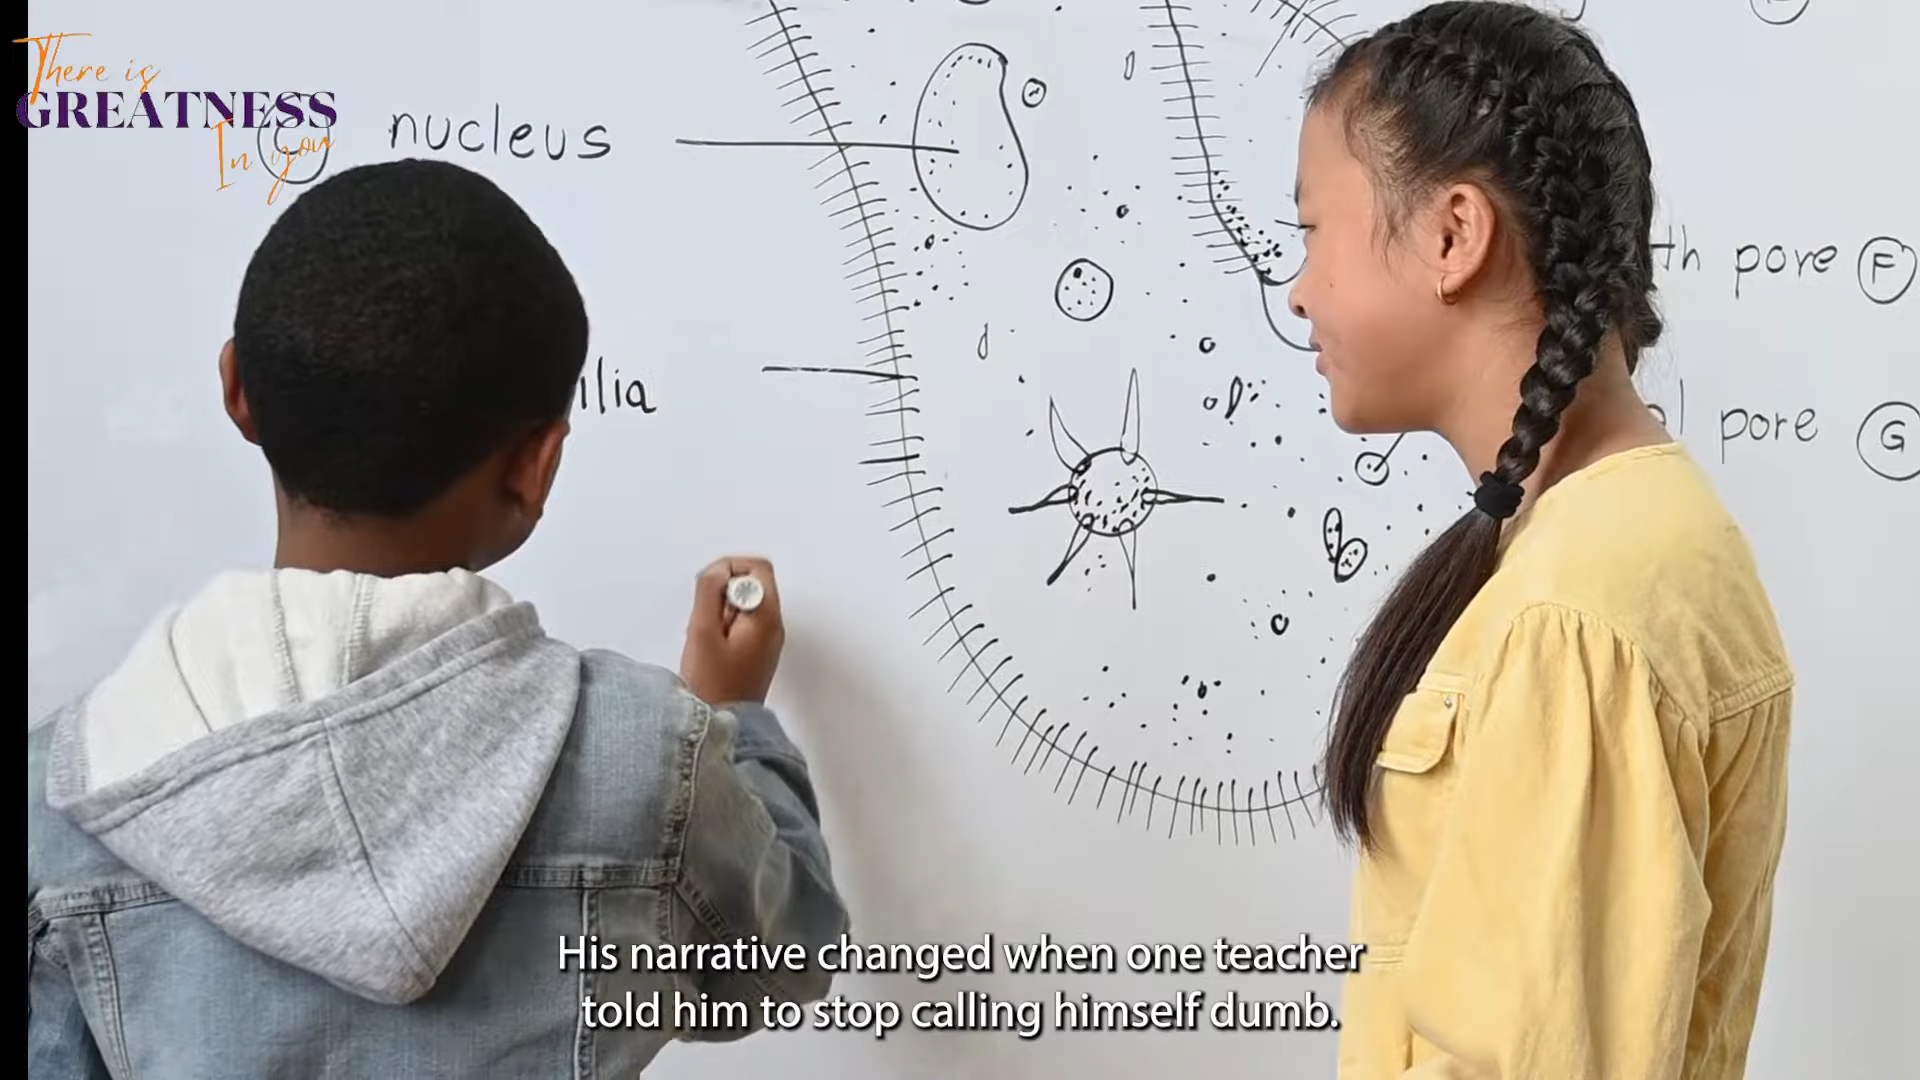 There is
GREATNESS
In you
C nucleus
ilia
th pore F
l pore G
His narrative changed when one teacher
told him to stop calling himself dumb.